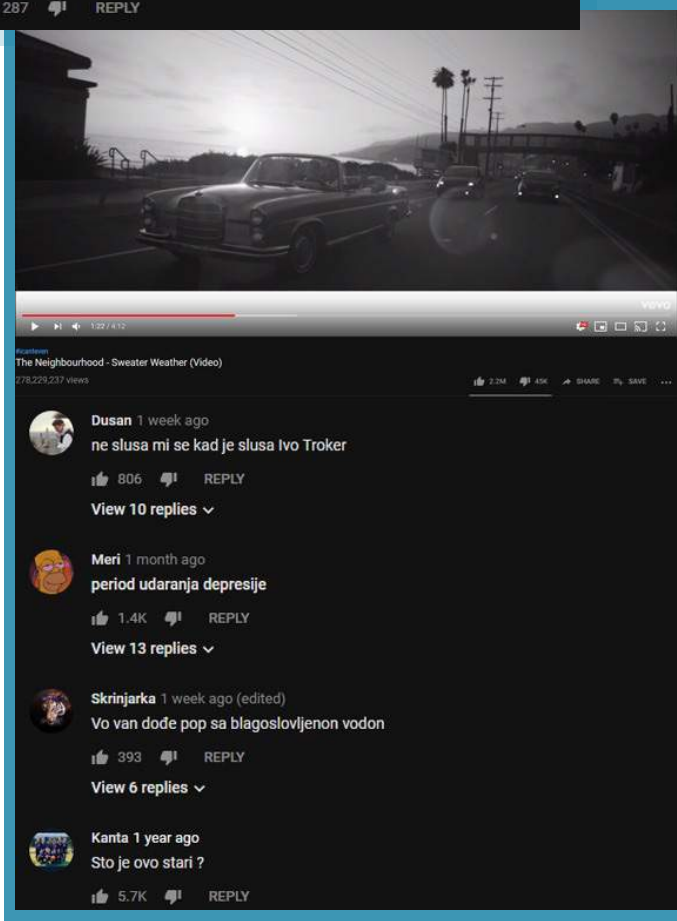 287 REPLY
vevo
1:22 / 4:12
#icanteven
The Neighbourhood - Sweater Weather (Video)
278,229,237 views
2.2M 45K SHARE SAVE ...
Dusan 1 week ago
ne slusa mi se kad je slusa Ivo Troker
806 REPLY
View 10 replies
Meri 1 month ago
period udaranja depresije
1.4K REPLY
View 13 replies
Skrinjarka 1 week ago (edited)
Vo van dođe pop sa blagoslovljenon vodon
393 REPLY
View 6 replies
Kanta 1 year ago
Sto je ovo stari ?
5.7K REPLY